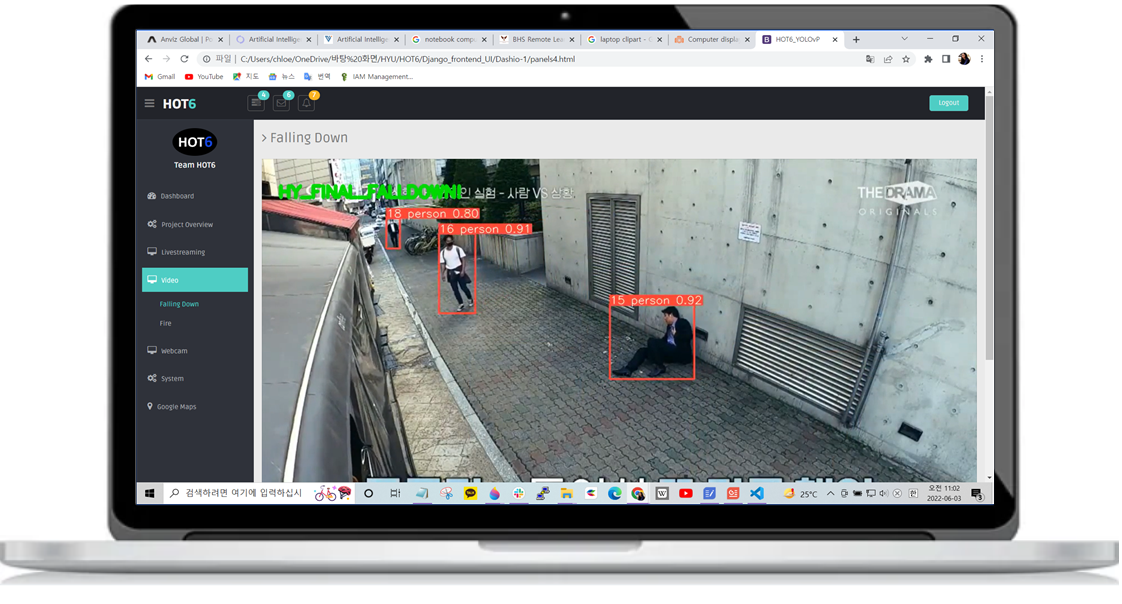 Anviz Global | P
Artificial Intellige
Artificial Intellige
notebook comp
BHS Remote Lea
laptop clipart - G
Computer displa
HOT6_YOLOvP
파일
C:/Users/chloe/OneDrive/바탕%20화면/HYU/HOT6/Django_frontend_UI/Dashio-1/panels4.html
Gmail
YouTube
지도
뉴스
번역
IAM Management...
HOT6
4
5
7
Logout
HOT6
Team HOT6
Dashboard
Project Overview
Livestreaming
Video
Falling Down
Fire
Webcam
System
Google Maps
> Falling Down
HY_FINAL_FALLDOWN!
인 실험 - 사람 VS 상황
THE DRAMA
ORIGINALS
18 person 0.80
16 person 0.91
15 person 0.92
검색하려면 여기에 입력하십시
25°C
오전 11:02
2022-06-03
3